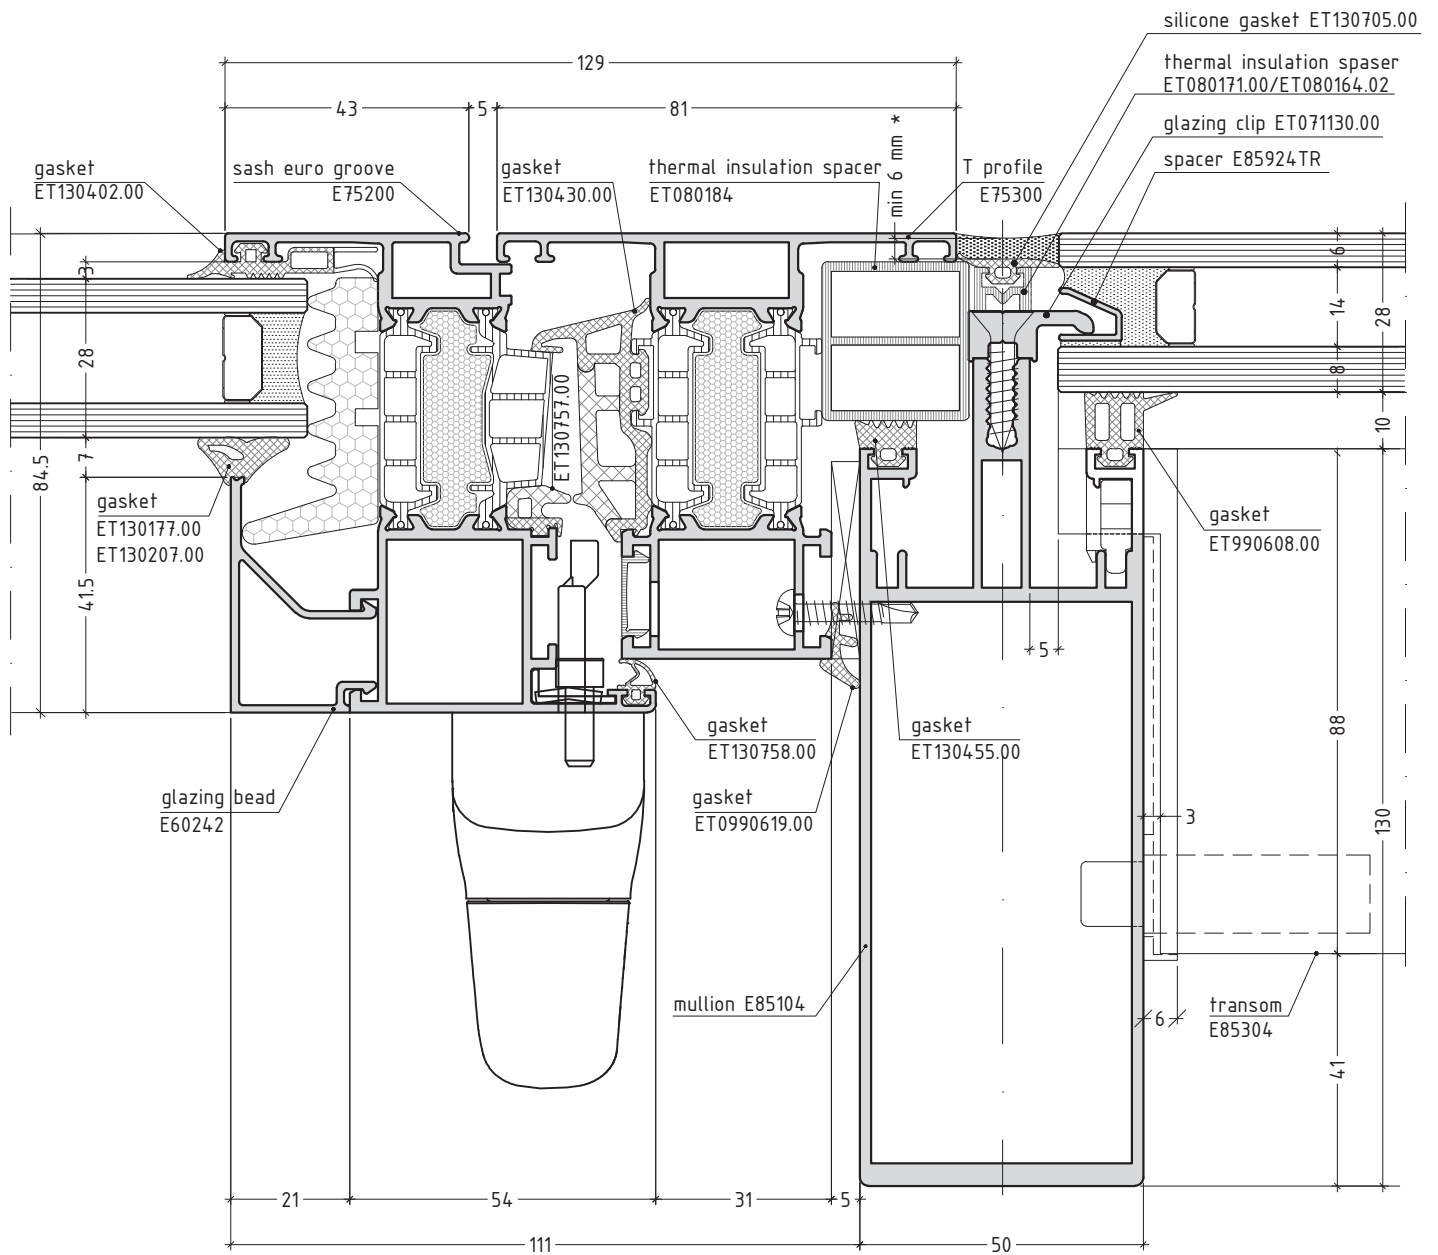 silicone gasket ET130705.00
thermal insulation spaser
ET080171.00/ET080164.02
glazing clip ET071130.00
spacer E85924TR
129
43
5
81
min 6 mm *
gasket
ET130402.00
sash euro groove
E75200
gasket
ET130430.00
thermal insulation spacer
ET080184
T profile
E75300
3
28
7
41.5
84.5
6
14
8
28
10
ET130757.00
gasket
ET130177.00
ET130207.00
gasket
ET990608.00
5
gasket
ET130758.00
gasket
ET130455.00
88
glazing bead
E60242
gasket
ET0990619.00
3
130
mullion E85104
6
transom
E85304
41
21
54
31
5
111
50